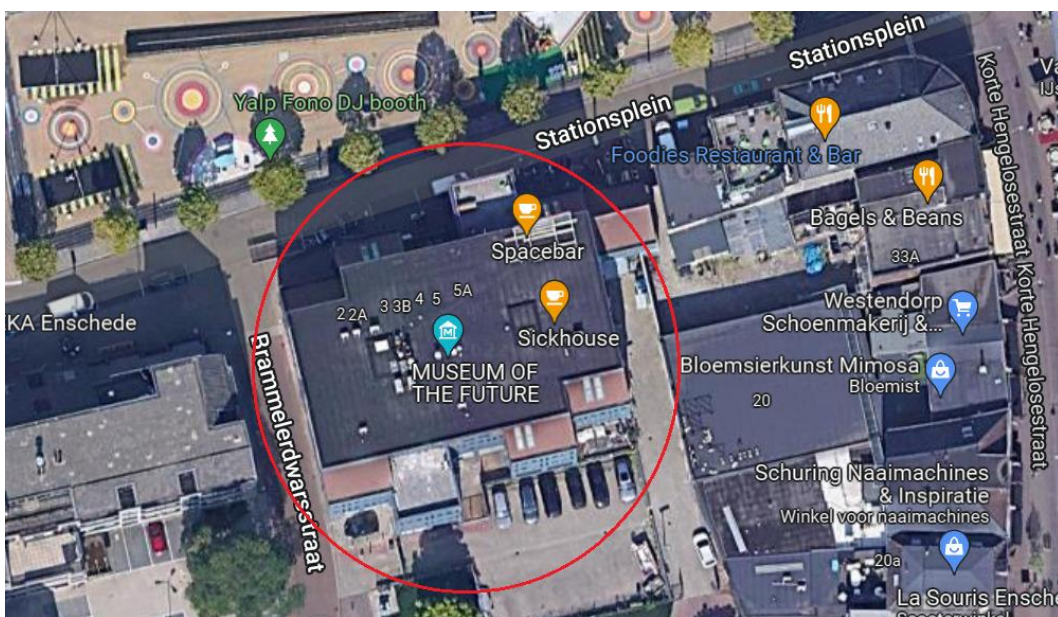 Stationsplein
Stationsplein
Yalp Fono DJ booth
Foodies Restaurant & Bar
Bagels & Beans
33A
Korte Hengelosestraat
Korte Hengelosestraat
Spacebar
Sickhouse
2
2A
3
3B
4
5
5A
MUSEUM OF
THE FUTURE
KA Enschede
Brammelerdwarsstraat
Westendorp
Schoenmakerij &...
Bloemsierkunst Mimosa
Bloemist
20
Schuring Naaimachines
& Inspiratie
Winkel voor naaimachines
20a
La Souris Ensche